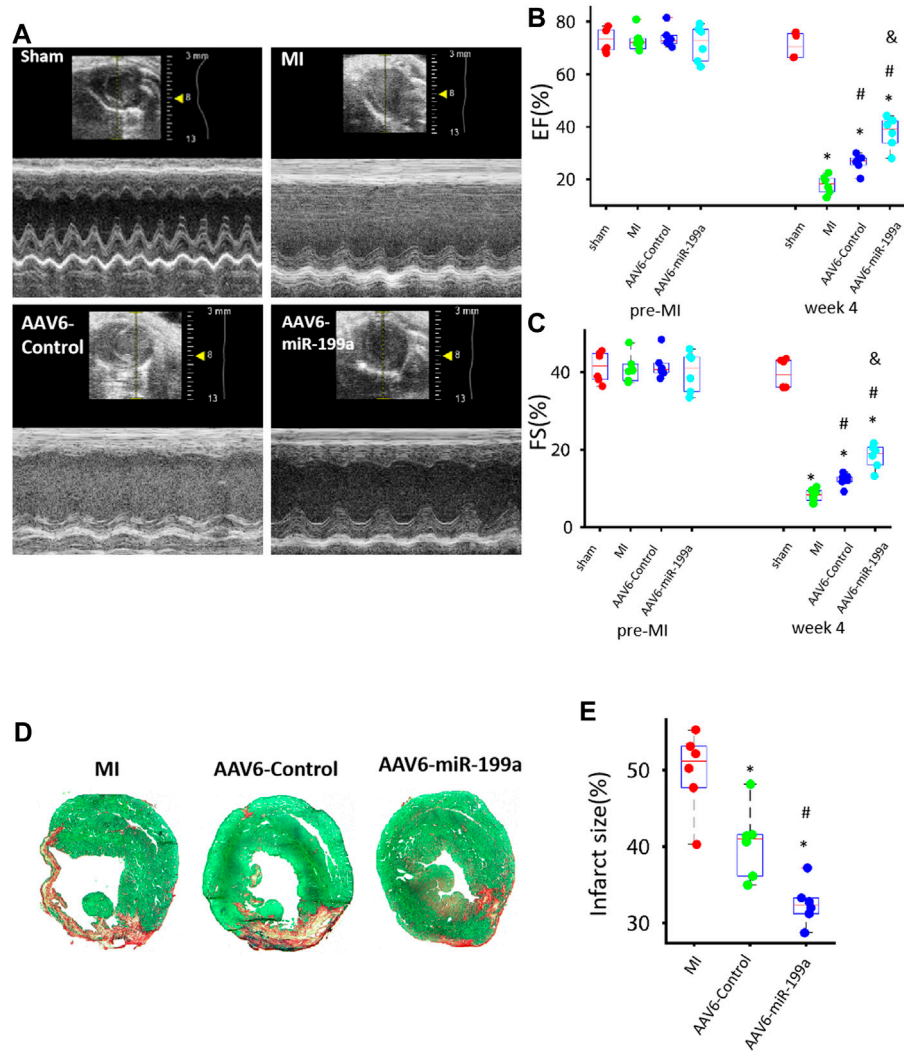 A
Sham
3 mm
8
13
MI
3 mm
8
13
AAV6-
Control
3 mm
8
13
AAV6-
miR-199a
3 mm
8
13
B
EF(%)
80
60
40
20
*
#
*
&
#
*
sham
MI
AAV6-Control
AAV6-miR-199a
sham
MI
AAV6-Control
AAV6-miR-199a
pre-MI
week 4
C
FS(%)
40
20
0
*
#
*
&
#
*
sham
MI
AAV6-Control
AAV6-miR-199a
sham
MI
AAV6-Control
AAV6-miR-199a
pre-MI
week 4
D
MI
AAV6-Control
AAV6-miR-199a
E
Infarct size(%)
50
40
30
*
#
*
MI
AAV6-Control
AAV6-miR-199a